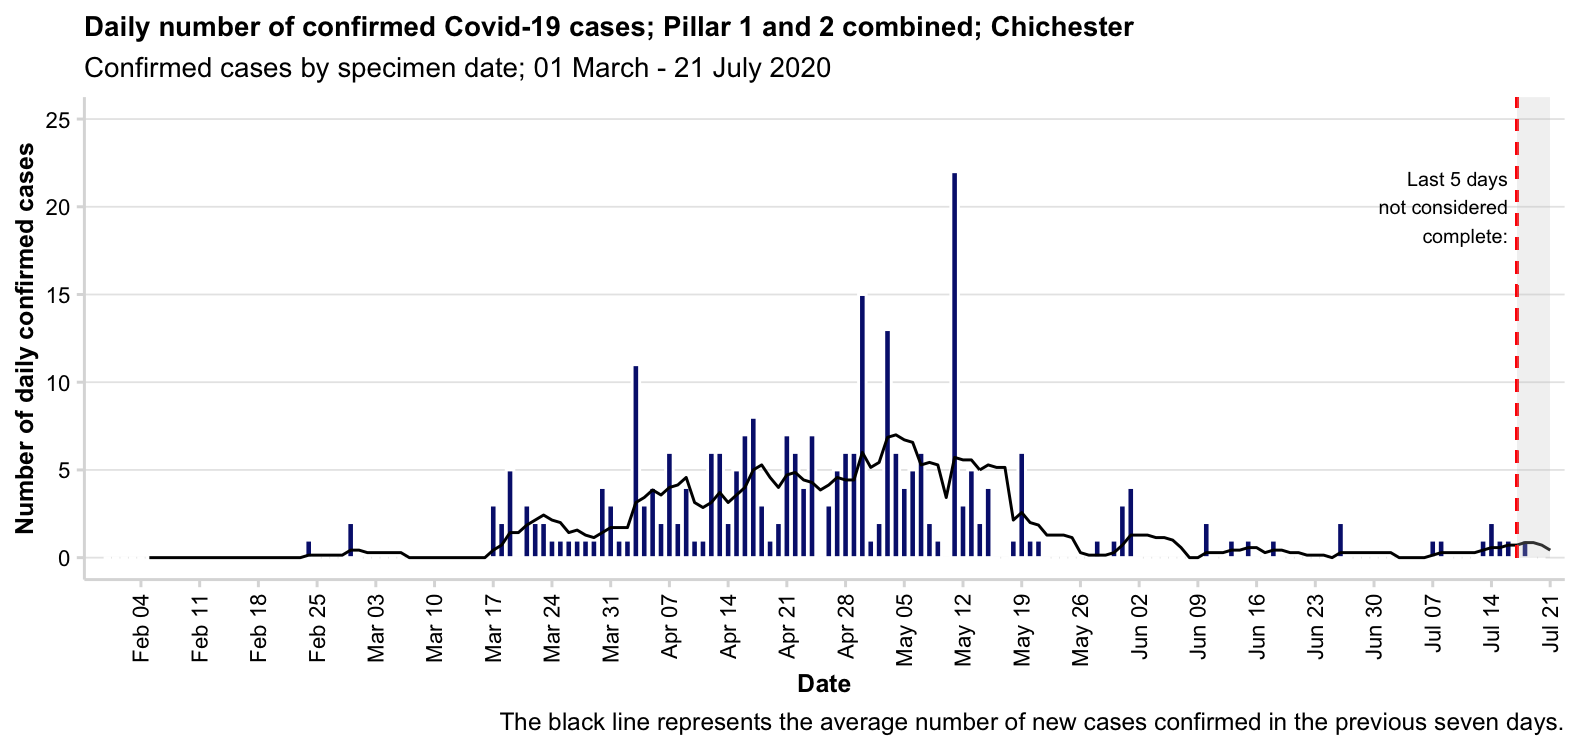 Daily number of confirmed Covid-19 cases; Pillar 1 and 2 combined; Chichester
Confirmed cases by specimen date; 01 March - 21 July 2020
Number of daily confirmed cases
25
20
15
10
5
0
Last 5 days
not considered
complete:
Feb 04
Feb 11
Feb 18
Feb 25
Mar 03
Mar 10
Mar 17
Mar 24
Mar 31
Apr 07
Apr 14
Apr 21
Apr 28
May 05
May 12
May 19
May 26
Jun 02
Jun 09
Jun 16
Jun 23
Jun 30
Jul 07
Jul 14
Jul 21
Date
The black line represents the average number of new cases confirmed in the previous seven days.